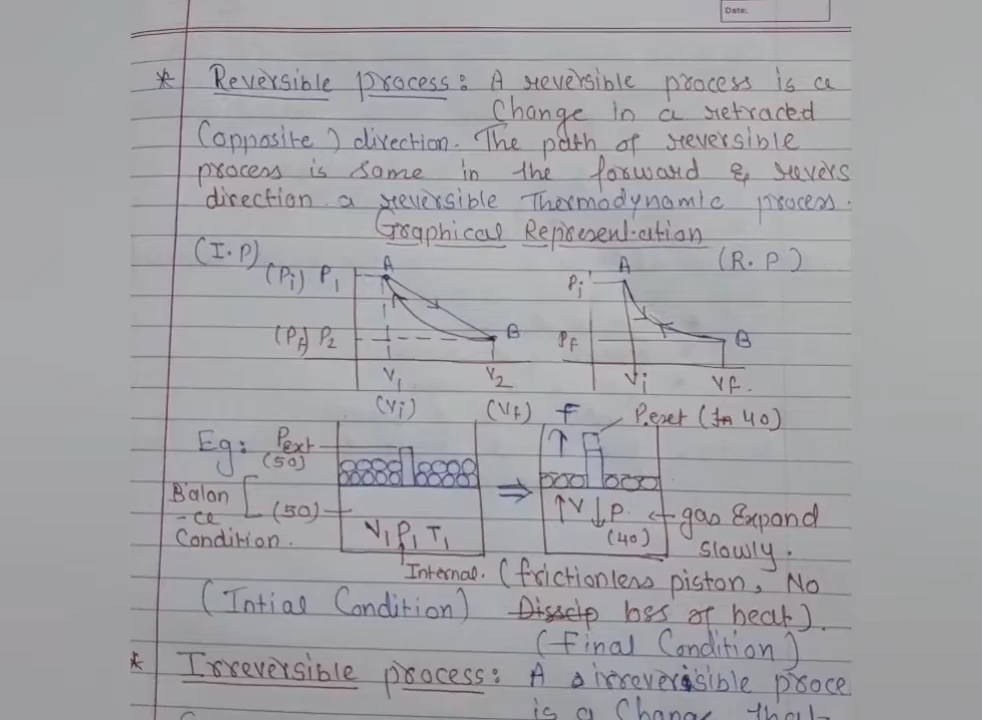 Date:
* Reversible process: A reversible process is a
Change in a retraced
(opposite) direction. The path of reversible
process is same in the forward & revers
direction a reversible Thermodynamic process.
Graphical Representation
(I.P) (R.P)
(Pi) P1 A Pi A
(Pf) P2 B Pf B
V1 V2 Vi Vf.
(Vi) (Vf)
F Pext (In 40)
Eg: Pext
(50)
Balan
-ce
Condition.
(50)
V1 P1 T1
↑V ↓P. ← gas Expand
(40) Slowly.
Internal. (frictionless piston, No
(Intial Condition) Dissip loss of heat).
(Final Condition)
* Irreversible process: A irreversible proce
is a Change that